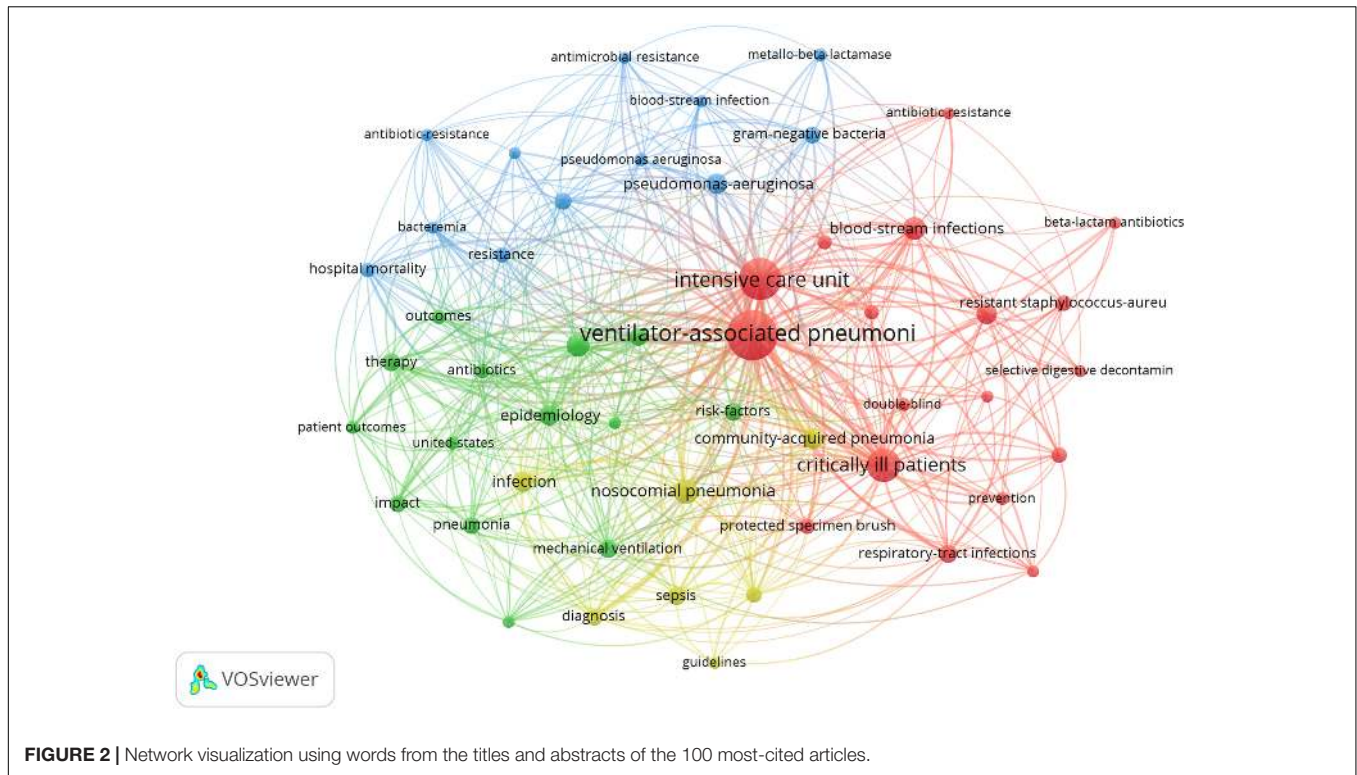 antimicrobial resistance
metallo-beta-lactamase
blood-stream infection
antibiotic resistance
antibiotic-resistance
gram-negative bacteria
pseudomonas aeruginosa
pseudomonas-aeruginosa
bacteremia
blood-stream infections
beta-lactam antibiotics
resistance
hospital mortality
intensive care unit
outcomes
resistant staphylococcus-aureu
ventilator-associated pneumoni
therapy
antibiotics
selective digestive decontamin
epidemiology
risk-factors
double-blind
patient outcomes
united-states
community-acquired pneumonia
critically ill patients
infection
nosocomial pneumonia
impact
prevention
pneumonia
protected specimen brush
mechanical ventilation
respiratory-tract infections
sepsis
diagnosis
guidelines
VOSviewer
FIGURE 2 | Network visualization using words from the titles and abstracts of the 100 most-cited articles.